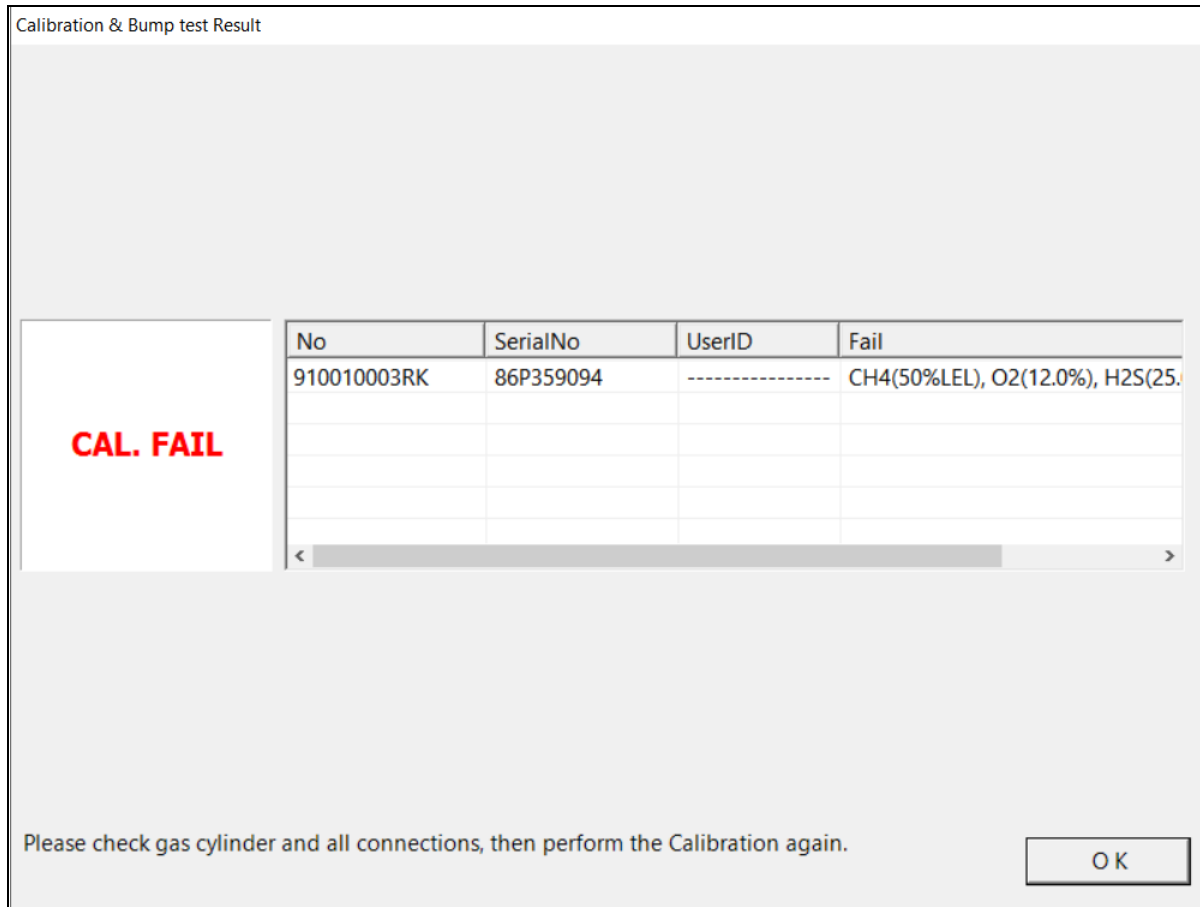 Calibration & Bump test Result
No SerialNo UserID Fail
910010003RK 86P359094 ---------------- CH4(50%LEL), O2(12.0%), H2S(25.
CAL. FAIL
Please check gas cylinder and all connections, then perform the Calibration again.
O K